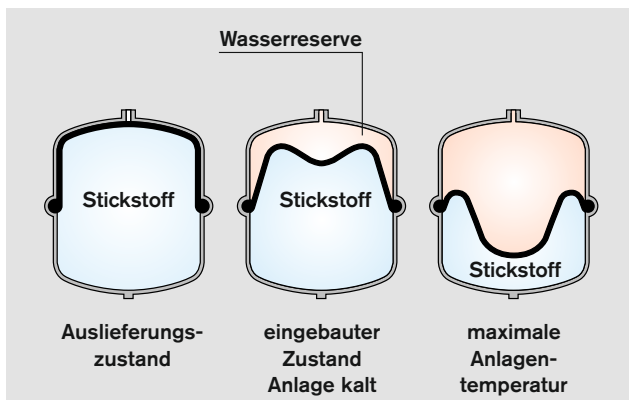 Wasserreserve
Stickstoff
Stickstoff
Stickstoff
Auslieferungs-
zustand
eingebauter
Zustand
Anlage kalt
maximale
Anlagen-
temperatur